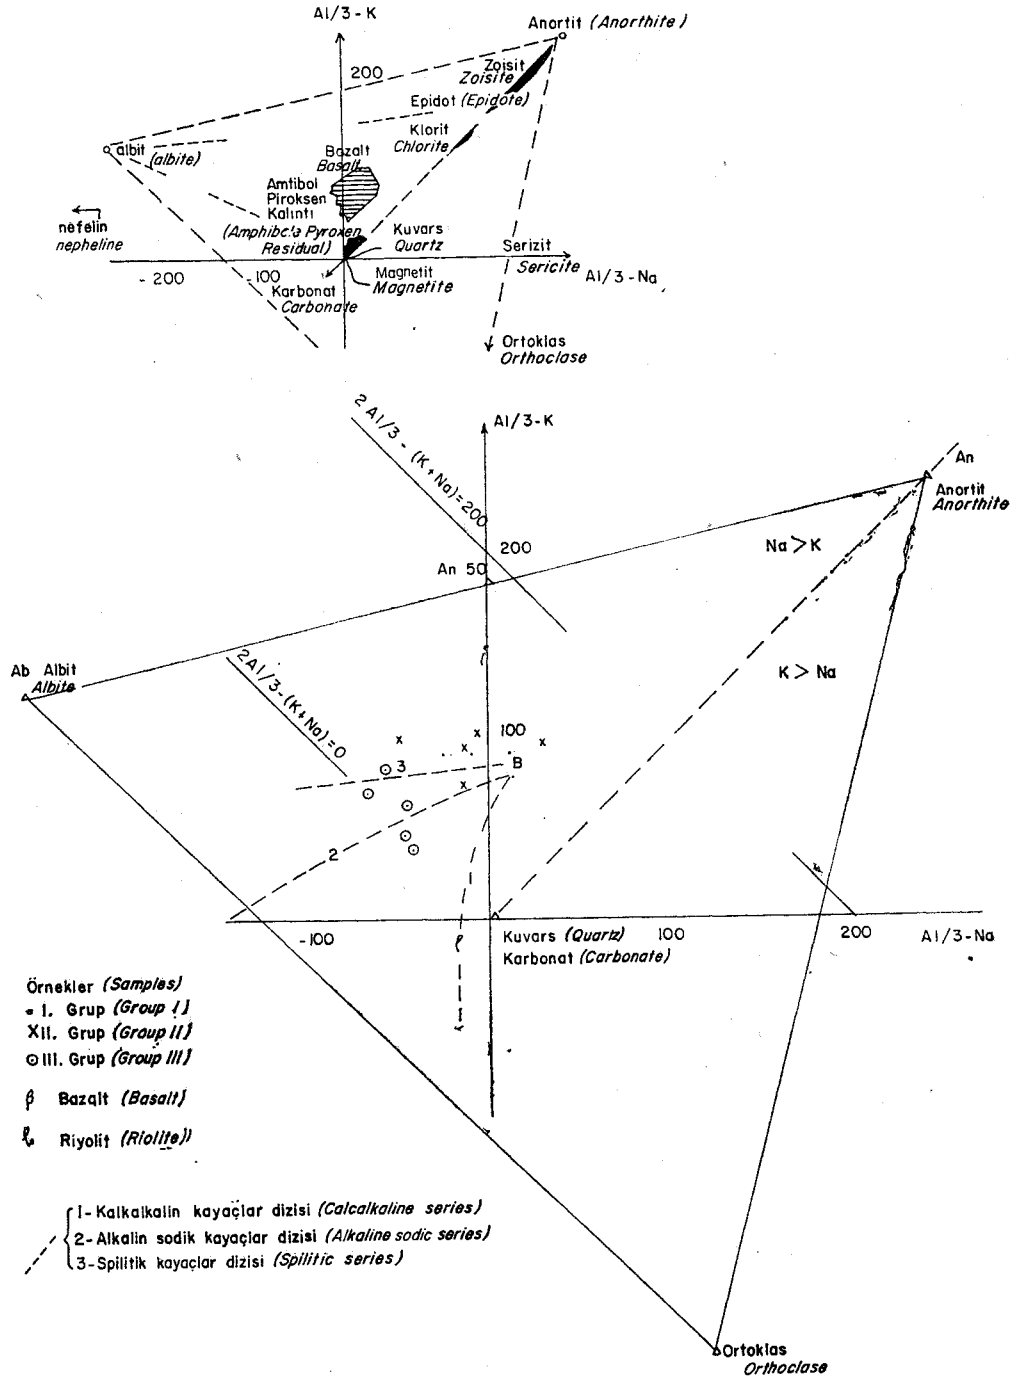 Al/3-K
Anortit (Anorthite)
200
Zoisit
Zoisite
Epidot (Epidote)
Klorit
Chlorite
albit
(albite)
Bazalt
Basalt
Amtibol
Piroksen
Kalıntı
(Amphibole Pyroxen
Residual)
nefelin
nepheline
Kuvars
Quartz
Serizit
Sericite
Al/3-Na
-200
-100
Karbonat
Carbonate
Magnetit
Magnetite
Ortoklas
Orthoclase
2 Al/3 - (K+Na)=200
Al/3-K
An
Anortit
Anorthite
200
Na>K
An 50
K>Na
Ab Albit
Albite
2Al/3-(K+Na)=0
100
B
3
2
-100
Kuvars (Quartz)
Karbonat (Carbonate)
100
200
Al/3-Na
Örnekler (Samples)
I. Grup (Group I)
XII. Grup (Group II)
III. Grup (Group III)
β Bazalt (Basalt)
Riyolit (Riolite))
1-Kalkalkalin kayaçlar dizisi (Calcalkaline series)
2-Alkalin sodik kayaçlar dizisi (Alkaline sodic series)
3-Spilitik kayaçlar dizisi (Spilitic series)
Ortoklas
Orthoclase